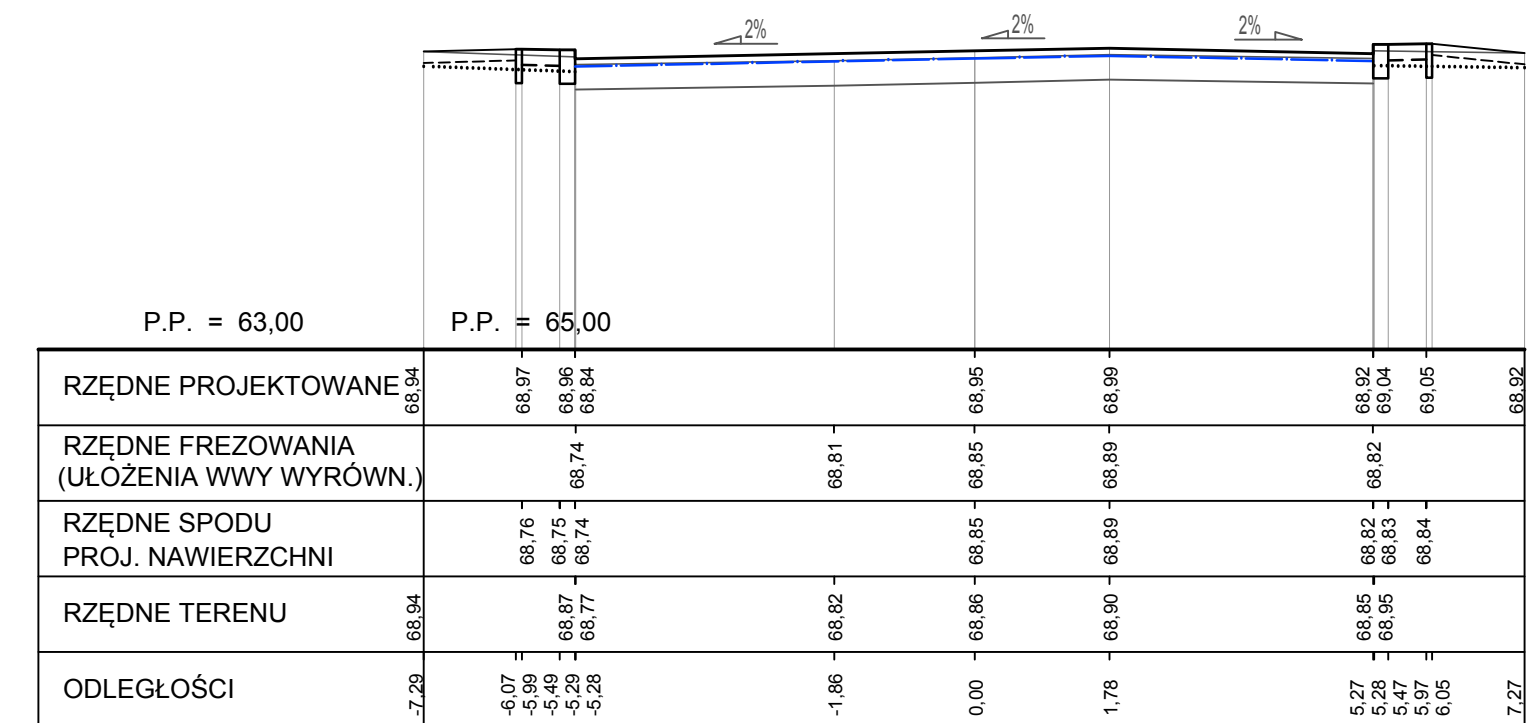 2% 2% 2%
P.P. = 63,00 P.P. = 65,00
RZĘDNE PROJEKTOWANE 68,94 68,97 68,96 68,84 68,95 68,99 68,92 69,04 69,05 68,92
RZĘDNE FREZOWANIA
(UŁOŻENIA WWY WYRÓWN.) 68,74 68,81 68,85 68,89 68,82
RZĘDNE SPODU
PROJ. NAWIERZCHNI 68,76 68,75 68,74 68,85 68,89 68,82 68,83 68,84
RZĘDNE TERENU 68,94 68,87 68,77 68,82 68,86 68,90 68,85 68,95
ODLEGŁOŚCI -7,29 -6,07 -5,99 -5,49 -5,29 -5,28 -1,86 0,00 1,78 5,27 5,28 5,47 5,97 6,05 7,27